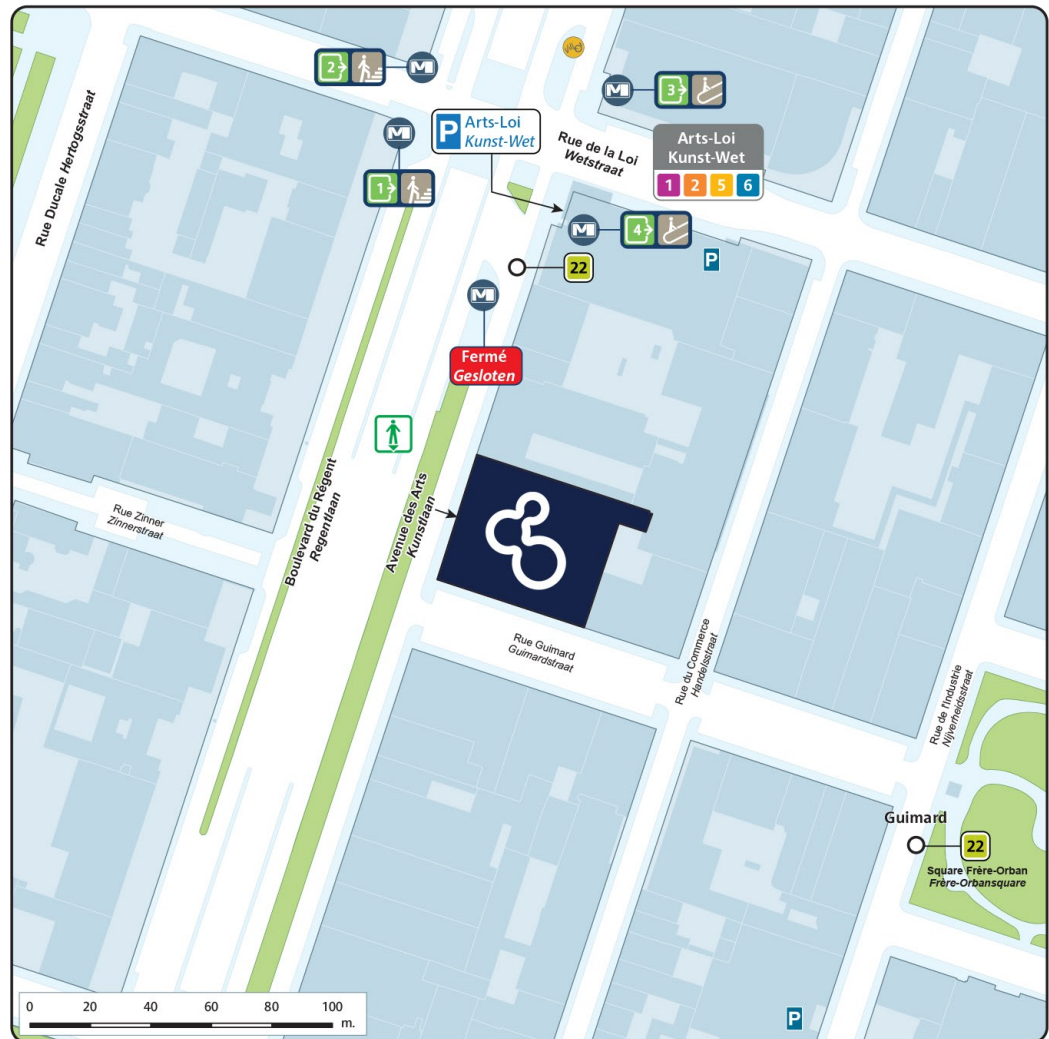 2
3
P
Arts-Loi
Kunst-Wet
Rue de la Loi
Wetstraat
Arts-Loi
Kunst-Wet
1 2 5 6
Rue Ducale Hertogsstraat
1
4
P
22
Fermé
Gesloten
Boulevard du Régent
Regentlaan
Avenue des Arts
Kunstlaan
Rue Zinner
Zinnerstraat
Rue Guimard
Guimardstraat
Rue du Commerce
Handelsstraat
Rue de l'Industrie
Nijverheidsstraat
Guimard
22
Square Frère-Orban
Frère-Orbansquare
0 20 40 60 80 100
m.
P